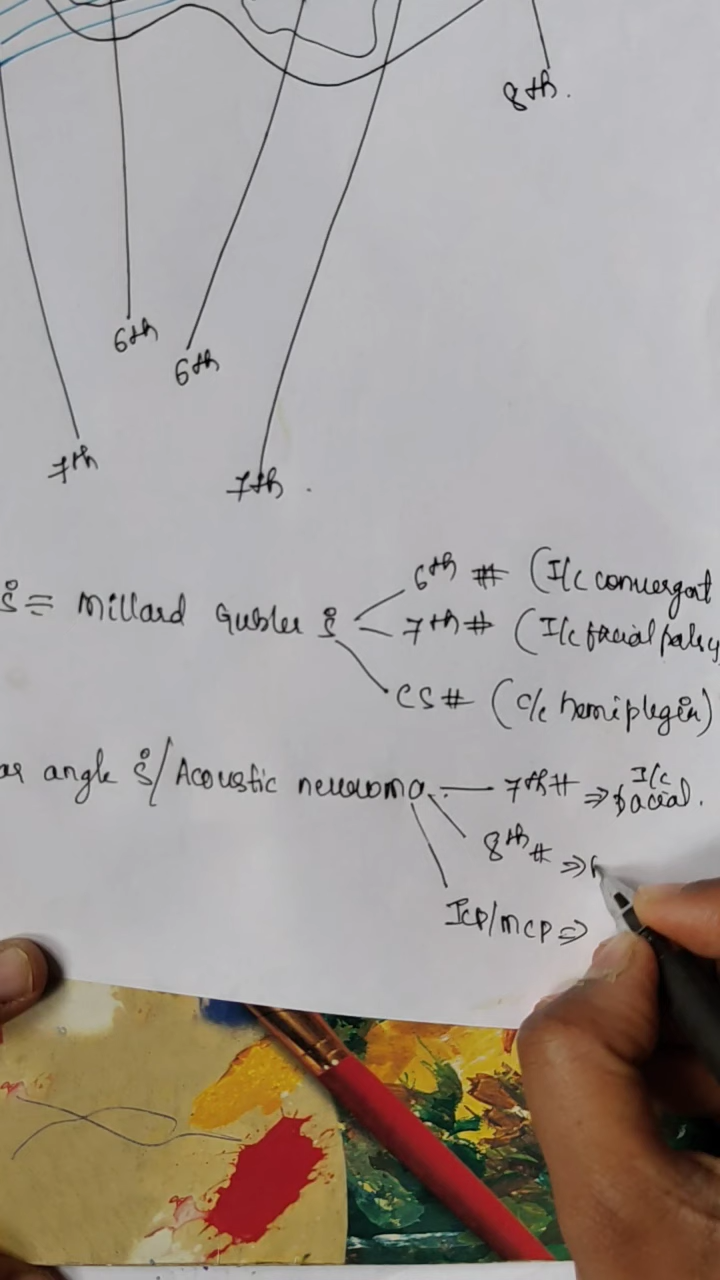 8th.
6th
6th
7th
7th.
= Millard Gubler
6th # (I/c convergent
7th # (I/c facial palsy
CS # (C/c hemiplegia)
angle /Acoustic neuroma
7th # ⇒ I/c facial.
8th # ⇒
Icp/mcp ⇒